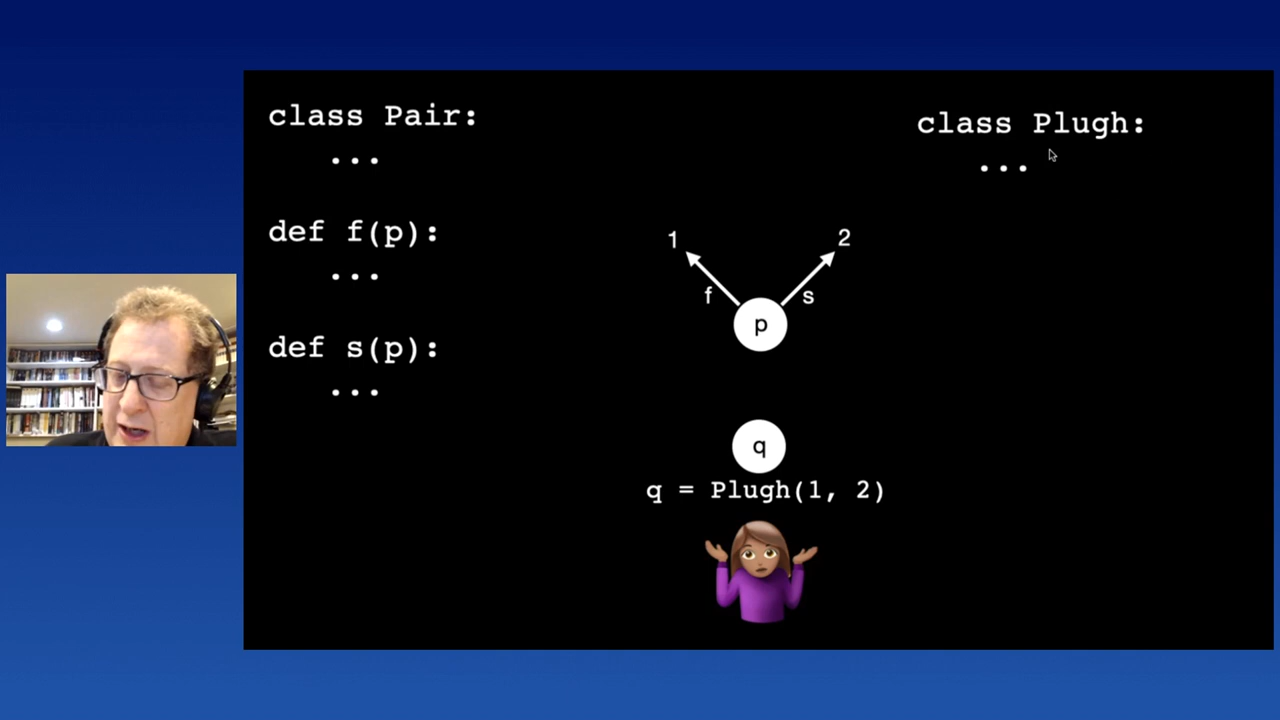 class Pair:
...
def f(p):
...
def s(p):
...
class Plugh:
...
1
2
f
s
p
q
q = Plugh(1, 2)